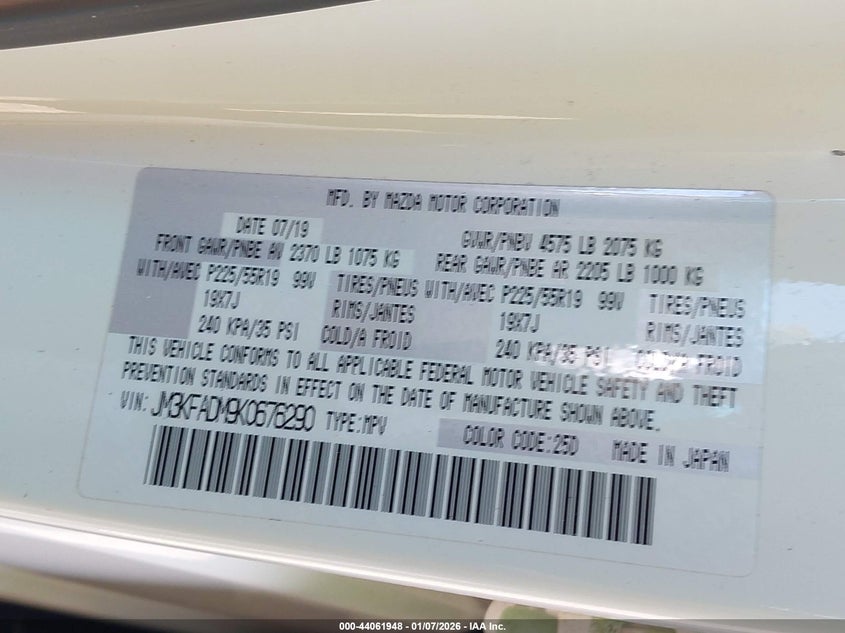 MFD. BY MAZDA MOTOR CORPORATION
DATE 07/19 GVWR/PNBV 4575 LB 2075 KG
FRONT GAWR/PNBE AV 2370 LB 1075 KG REAR GAWR/PNBE AR 2205 LB 1000 KG
WITH/AVEC P225/55R19 99V TIRES/PNEUS WITH/AVEC P225/55R19 99V TIRES/PNEUS
19X7J RIMS/JANTES 19X7J RIMS/JANTES
240 KPA/35 PSI COLD/A FROID 240 KPA/35 PSI COLD/A FROID
THIS VEHICLE CONFORMS TO ALL APPLICABLE FEDERAL MOTOR VEHICLE SAFETY AND THEFT
PREVENTION STANDARDS IN EFFECT ON THE DATE OF MANUFACTURE SHOWN ABOVE.
VIN: JM3KFADM9K0676290 TYPE:MPV
COLOR CODE:25D MADE IN JAPAN
000-44061948 - 01/07/2026 - IAA Inc.